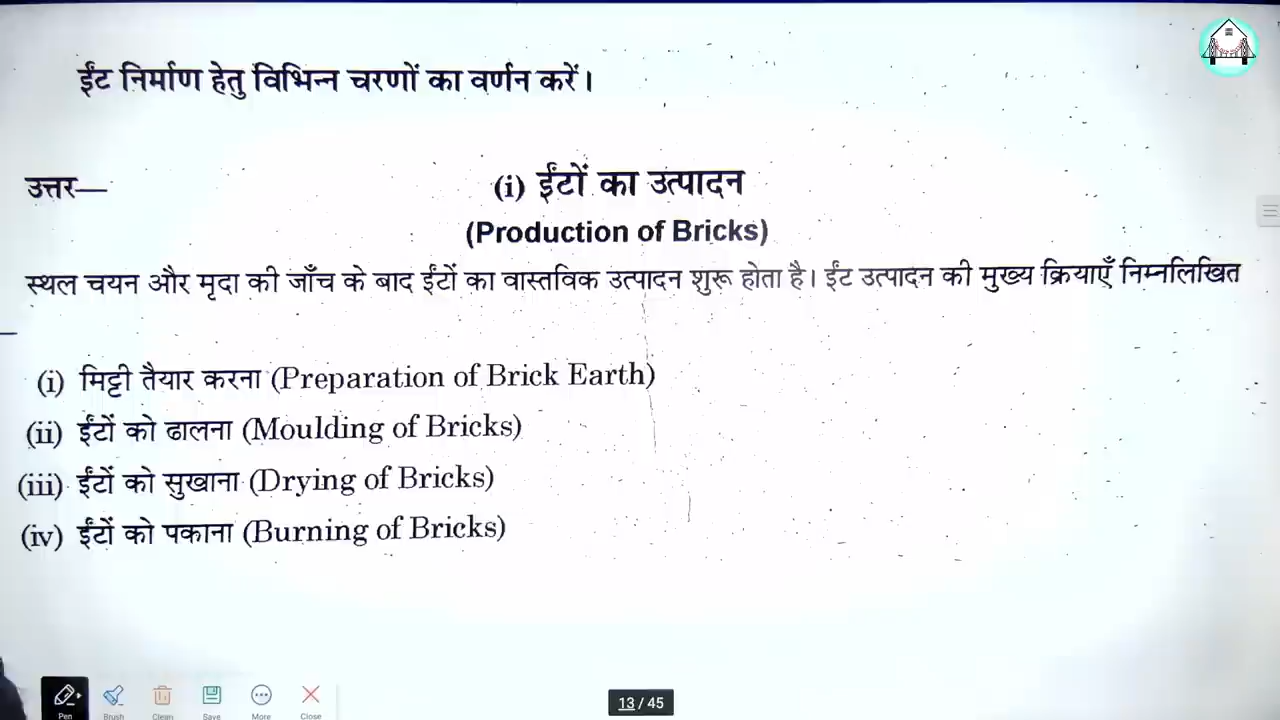 ईंट निर्माण हेतु विभिन्न चरणों का वर्णन करें।
उत्तर— (i) ईंटों का उत्पादन
(Production of Bricks)
स्थल चयन और मृदा की जाँच के बाद ईंटों का वास्तविक उत्पादन शुरू होता है। ईंट उत्पादन की मुख्य क्रियाएँ निम्नलिखित
—
(i) मिट्टी तैयार करना (Preparation of Brick Earth)
(ii) ईंटों को ढालना (Moulding of Bricks)
(iii) ईंटों को सुखाना (Drying of Bricks)
(iv) ईंटों को पकाना (Burning of Bricks)
Pen Brush Clean Save More Close
13 / 45